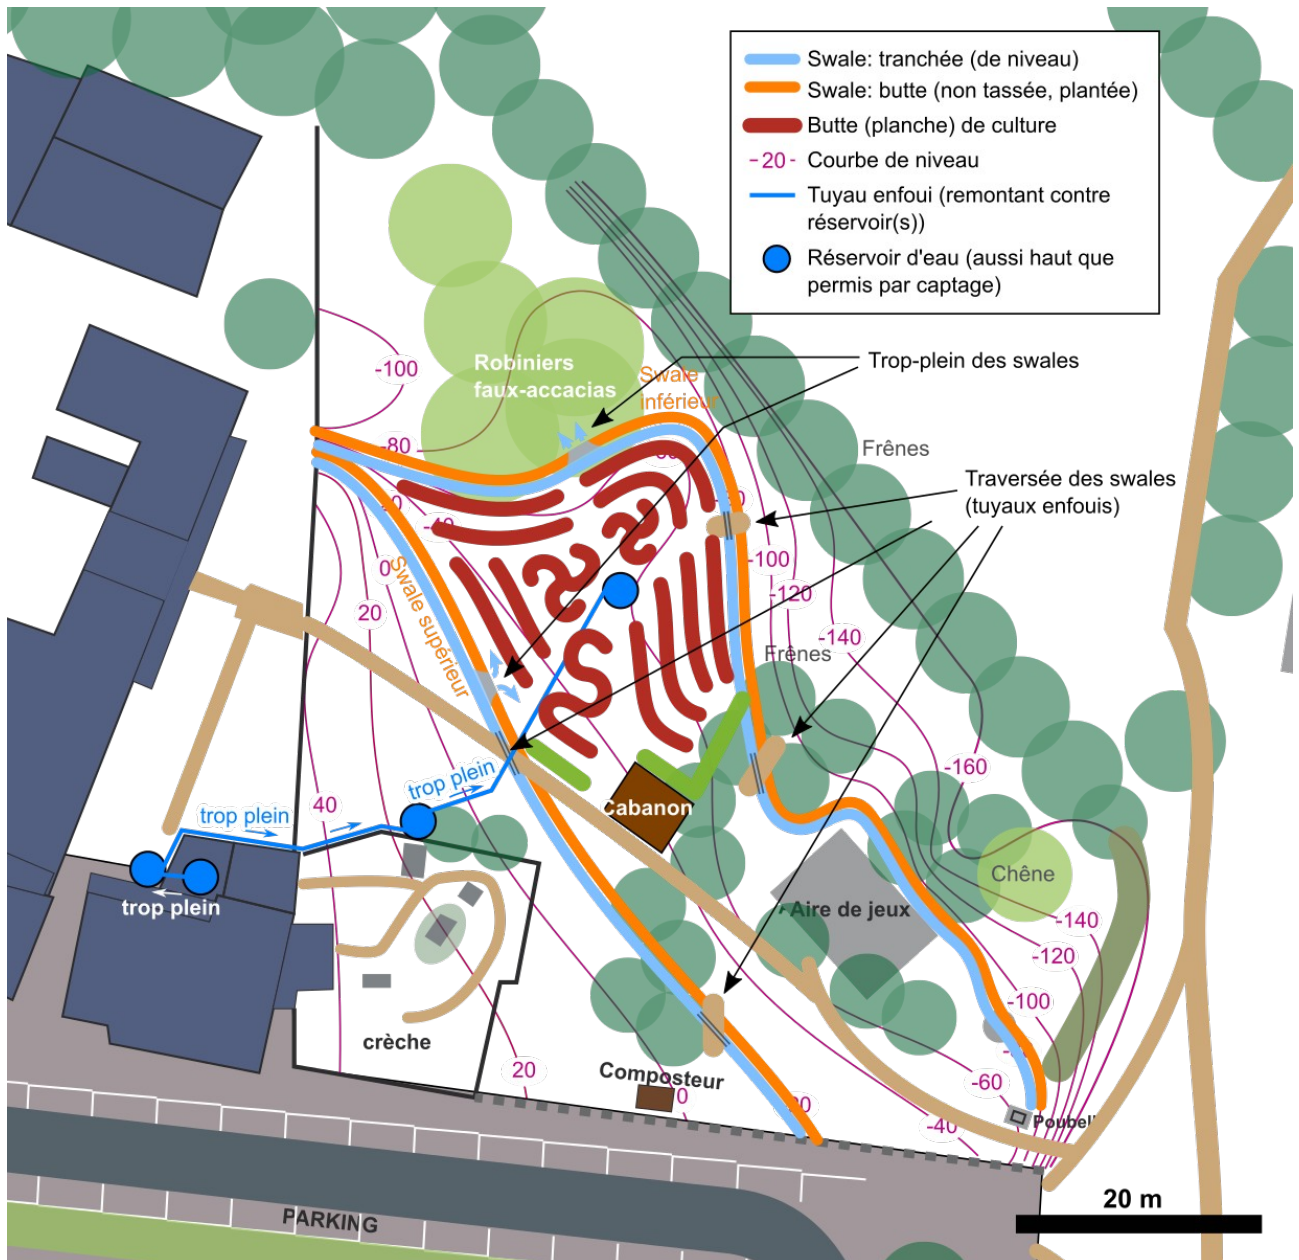 Swale: tranchée (de niveau)
Swale: butte (non tassée, plantée)
Butte (planche) de culture
-20-
Courbe de niveau
Tuyau enfoui (remontant contre
réservoir(s))
Réservoir d'eau (aussi haut que
permis par captage)
Trop-plein des swales
-100
Robiniers
faux-accacias
Swale
inférieur
-80
Frênes
Traversée des swales
(tuyaux enfouis)
-100
0
20
-120
-140
Swale supérieur
Frênes
-160
trop plein
40
trop plein
Cabanon
trop plein
Chêne
Aire de jeux
-140
-120
-100
crèche
20
Composteur
0
-60
-40
Poubell
PARKING
20 m